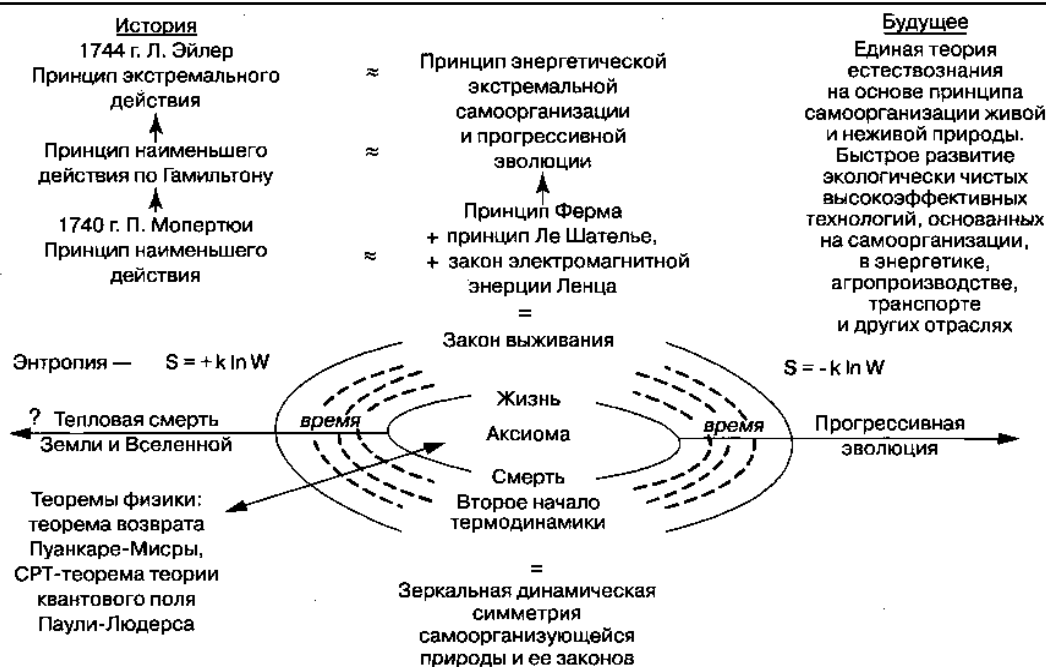 История
1744 г. Л. Эйлер
Принцип экстремального
действия
Принцип наименьшего
действия по Гамильтону
1740 г. П. Мопертюи
Принцип наименьшего
действия
≈
≈
≈
Принцип энергетической
экстремальной
самоорганизации
и прогрессивной
эволюции
Принцип Ферма
+ принцип Ле Шателье,
+ закон электромагнитной
энерции Ленца
=
Закон выживания
Будущее
Единая теория
естествознания
на основе принципа
самоорганизации живой
и неживой природы.
Быстрое развитие
экологически чистых
высокоэффективных
технологий, основанных
на самоорганизации,
в энергетике,
агропроизводстве,
транспорте
и других отраслях
Энтропия — S = + k ln W
S = - k ln W
? Тепловая смерть
Земли и Вселенной
время
Жизнь
Аксиома
Смерть
Второе начало
термодинамики
время
Прогрессивная
эволюция
Теоремы физики:
теорема возврата
Пуанкаре-Мисры,
СРТ-теорема теории
квантового поля
Паули-Людерса
=
Зеркальная динамическая
симметрия
самоорганизующейся
природы и ее законов